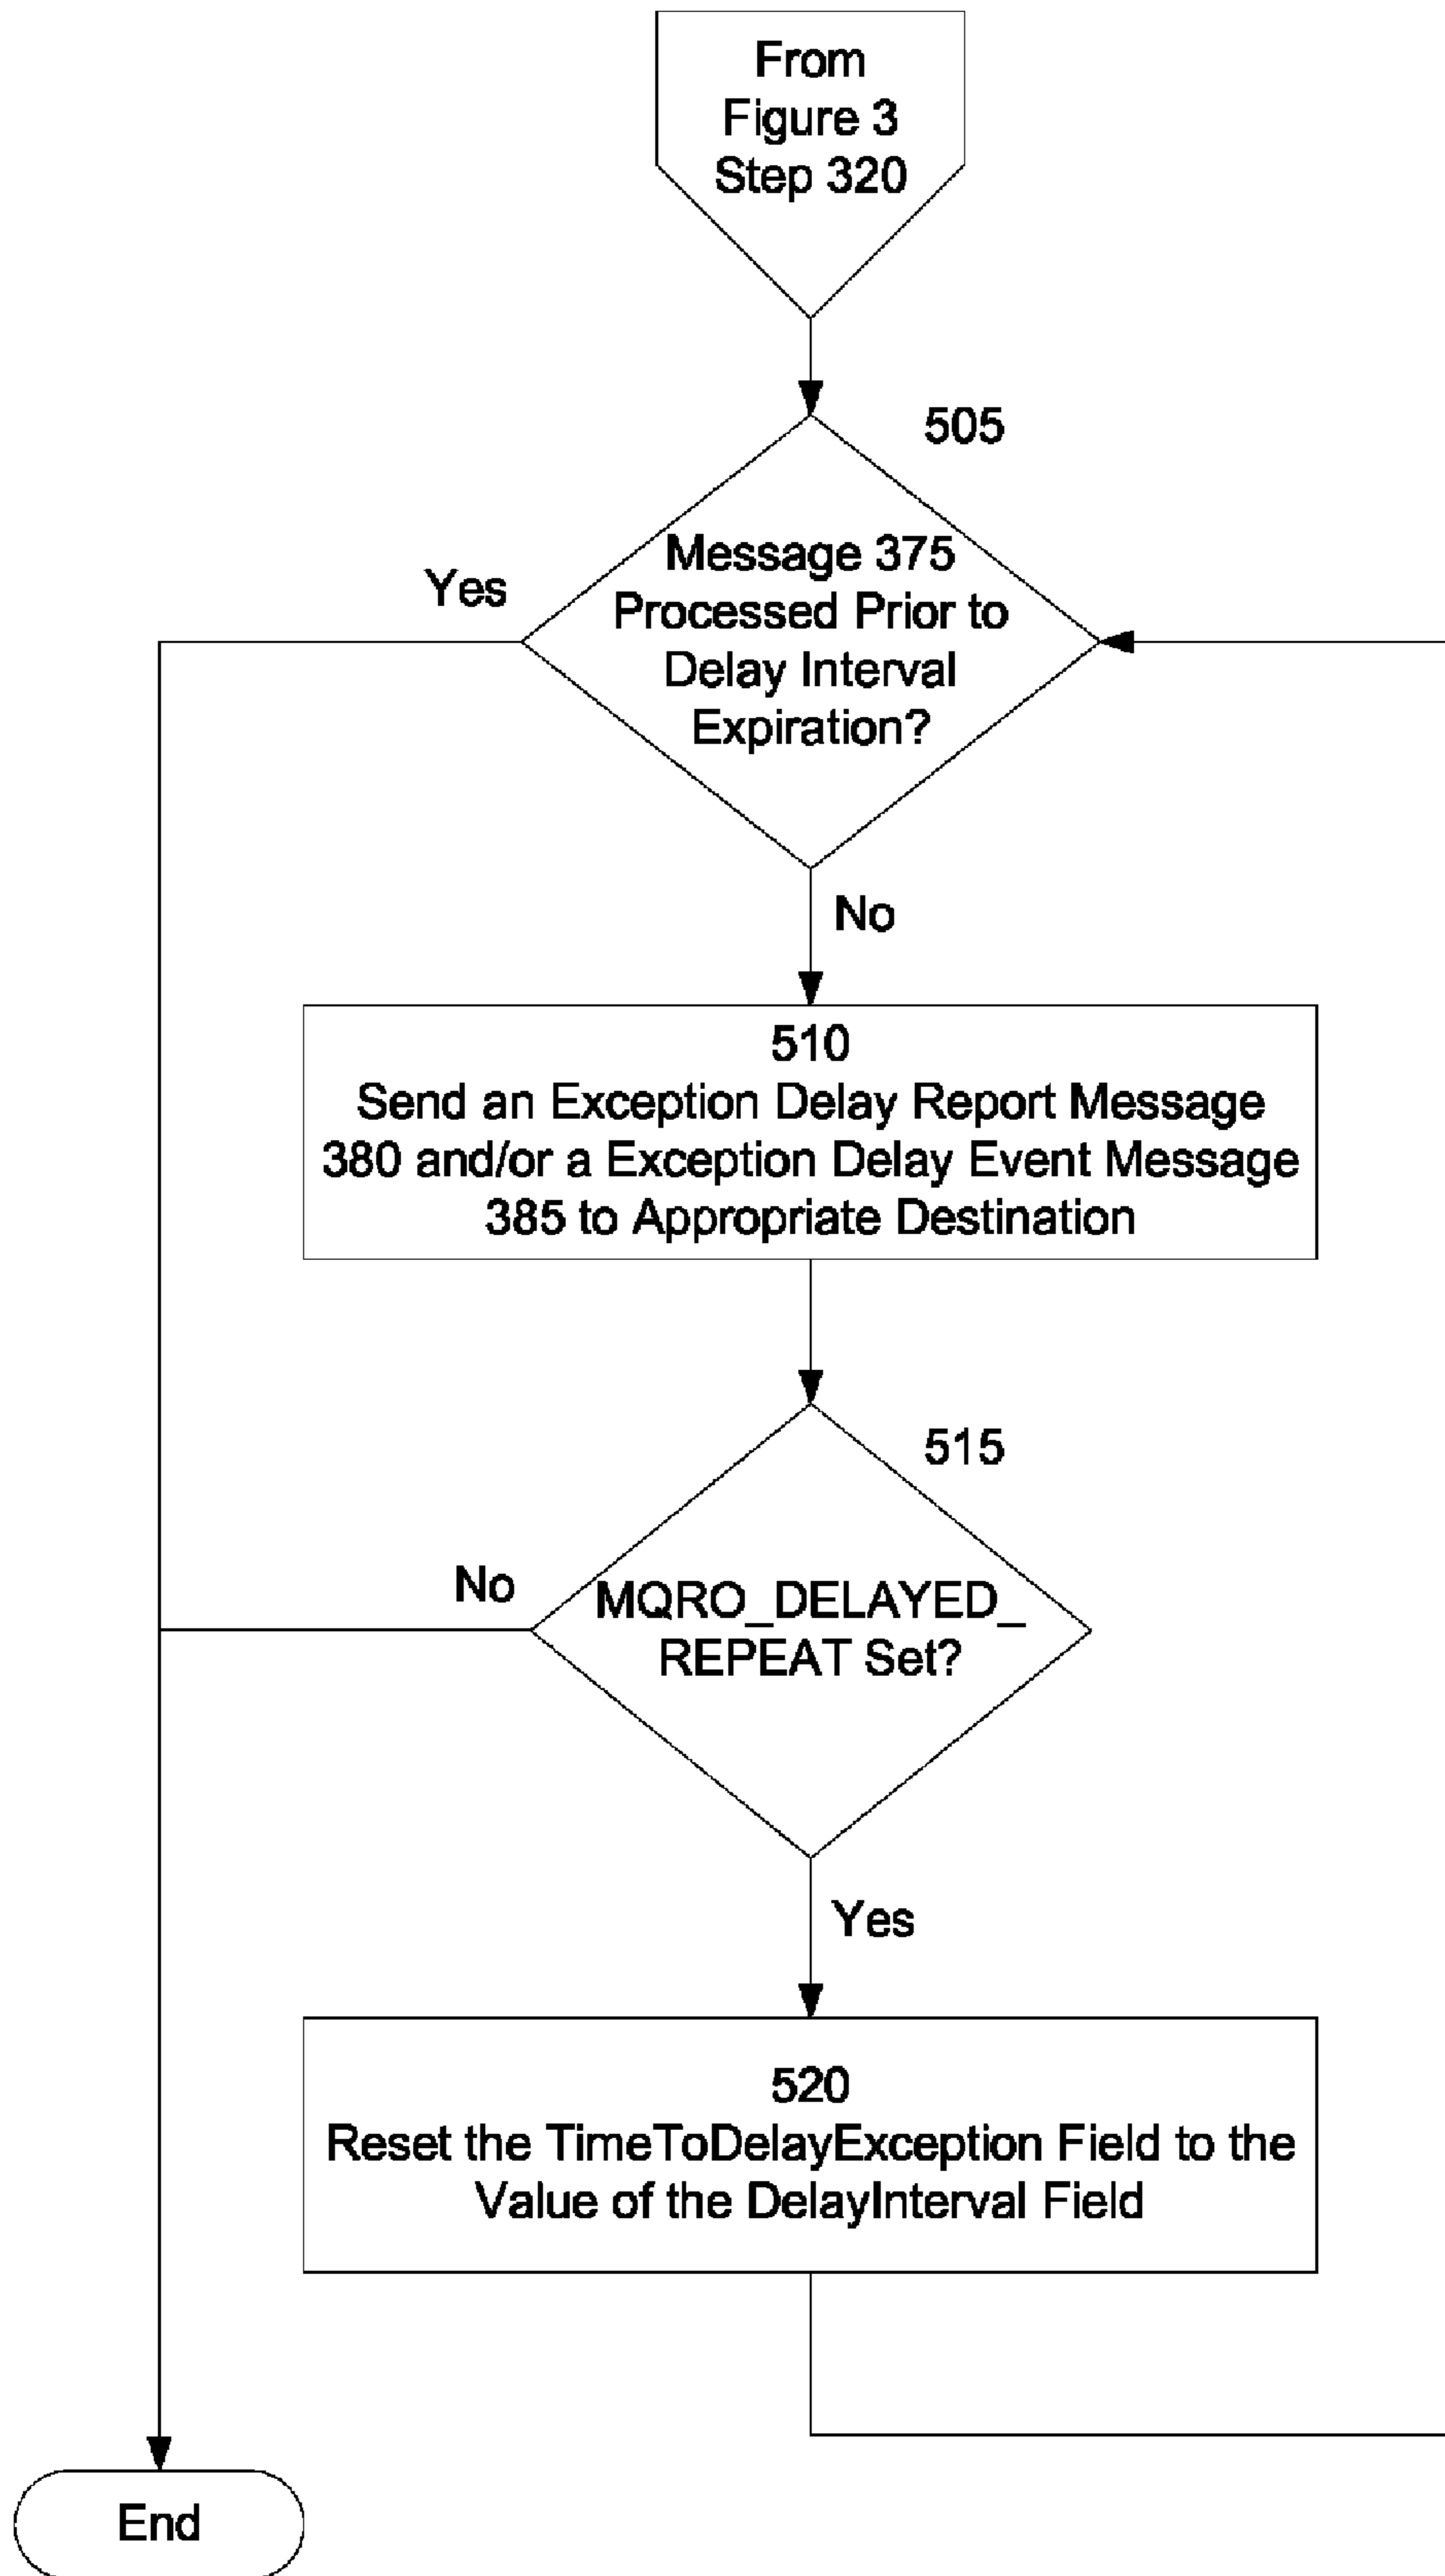 From
Figure 3
Step 320
505
Message 375
Processed Prior to
Delay Interval
Expiration?
Yes
No
510
Send an Exception Delay Report Message
380 and/or a Exception Delay Event Message
385 to Appropriate Destination
515
MQRO_DELAYED_
REPEAT Set?
No
Yes
520
Reset the TimeToDelayException Field to the
Value of the DelayInterval Field
End